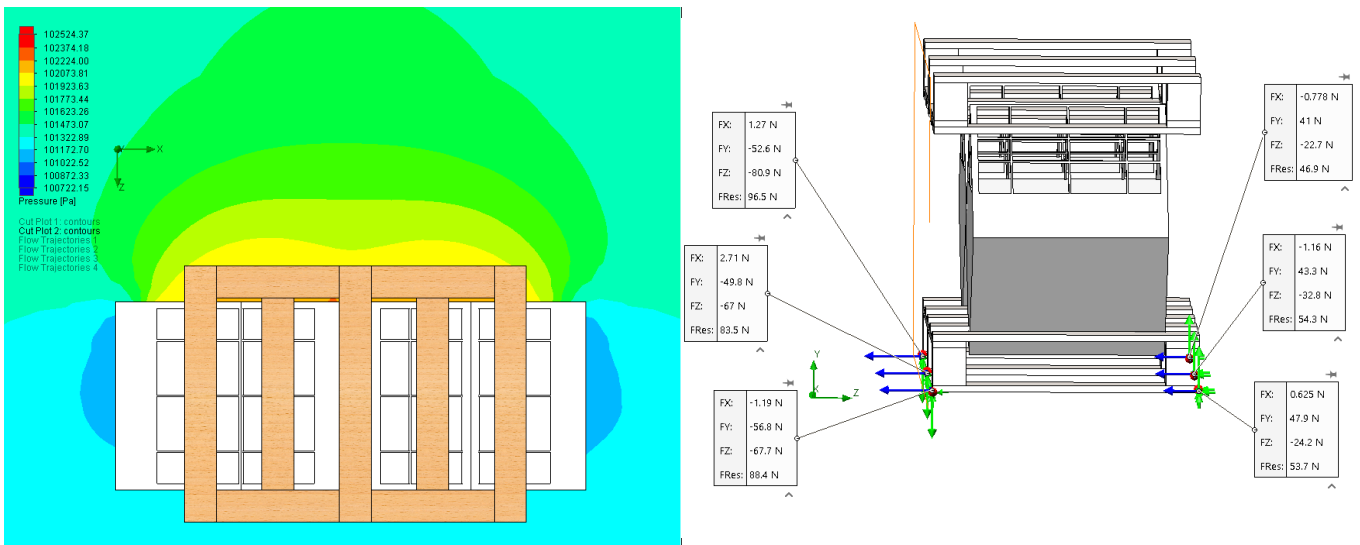 102524.37
102374.18
102224.00
102073.81
101923.63
101773.44
101623.26
101473.07
101322.89
101172.70
101022.52
100872.33
100722.15
Pressure [Pa]
Cut Plot 1: contours
Cut Plot 2: contours
Flow Trajectories 1
Flow Trajectories 2
Flow Trajectories 3
Flow Trajectories 4
Y
X
Z
FX: 1.27 N
FY: -52.6 N
FZ: -80.9 N
FRes: 96.5 N
FX: 2.71 N
FY: -49.8 N
FZ: -67 N
FRes: 83.5 N
FX: -1.19 N
FY: -56.8 N
FZ: -67.7 N
FRes: 88.4 N
Y
X
Z
FX: -0.778 N
FY: 41 N
FZ: -22.7 N
FRes: 46.9 N
FX: -1.16 N
FY: 43.3 N
FZ: -32.8 N
FRes: 54.3 N
FX: 0.625 N
FY: 47.9 N
FZ: -24.2 N
FRes: 53.7 N